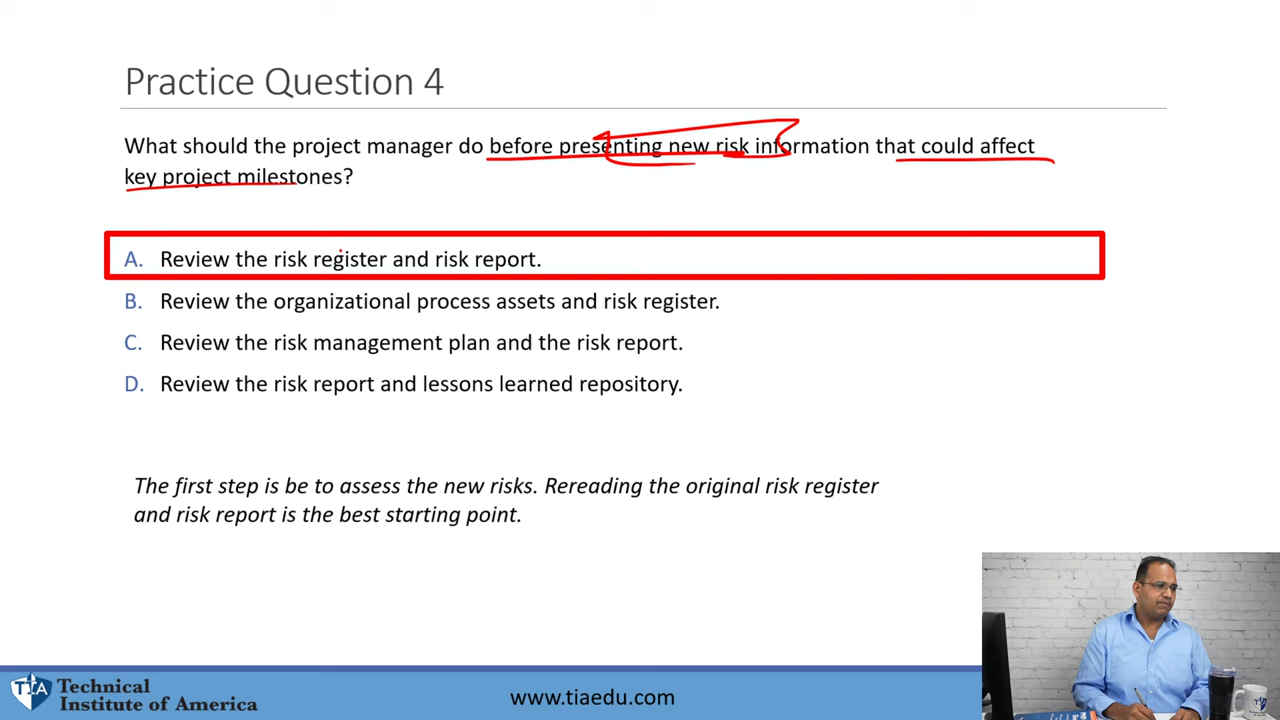 Practice Question 4
What should the project manager do before presenting new risk information that could affect
key project milestones?
A. Review the risk register and risk report.
B. Review the organizational process assets and risk register.
C. Review the risk management plan and the risk report.
D. Review the risk report and lessons learned repository.
The first step is be to assess the new risks. Rereading the original risk register
and risk report is the best starting point.
TIA
Technical
Institute of America
www.tiaedu.com